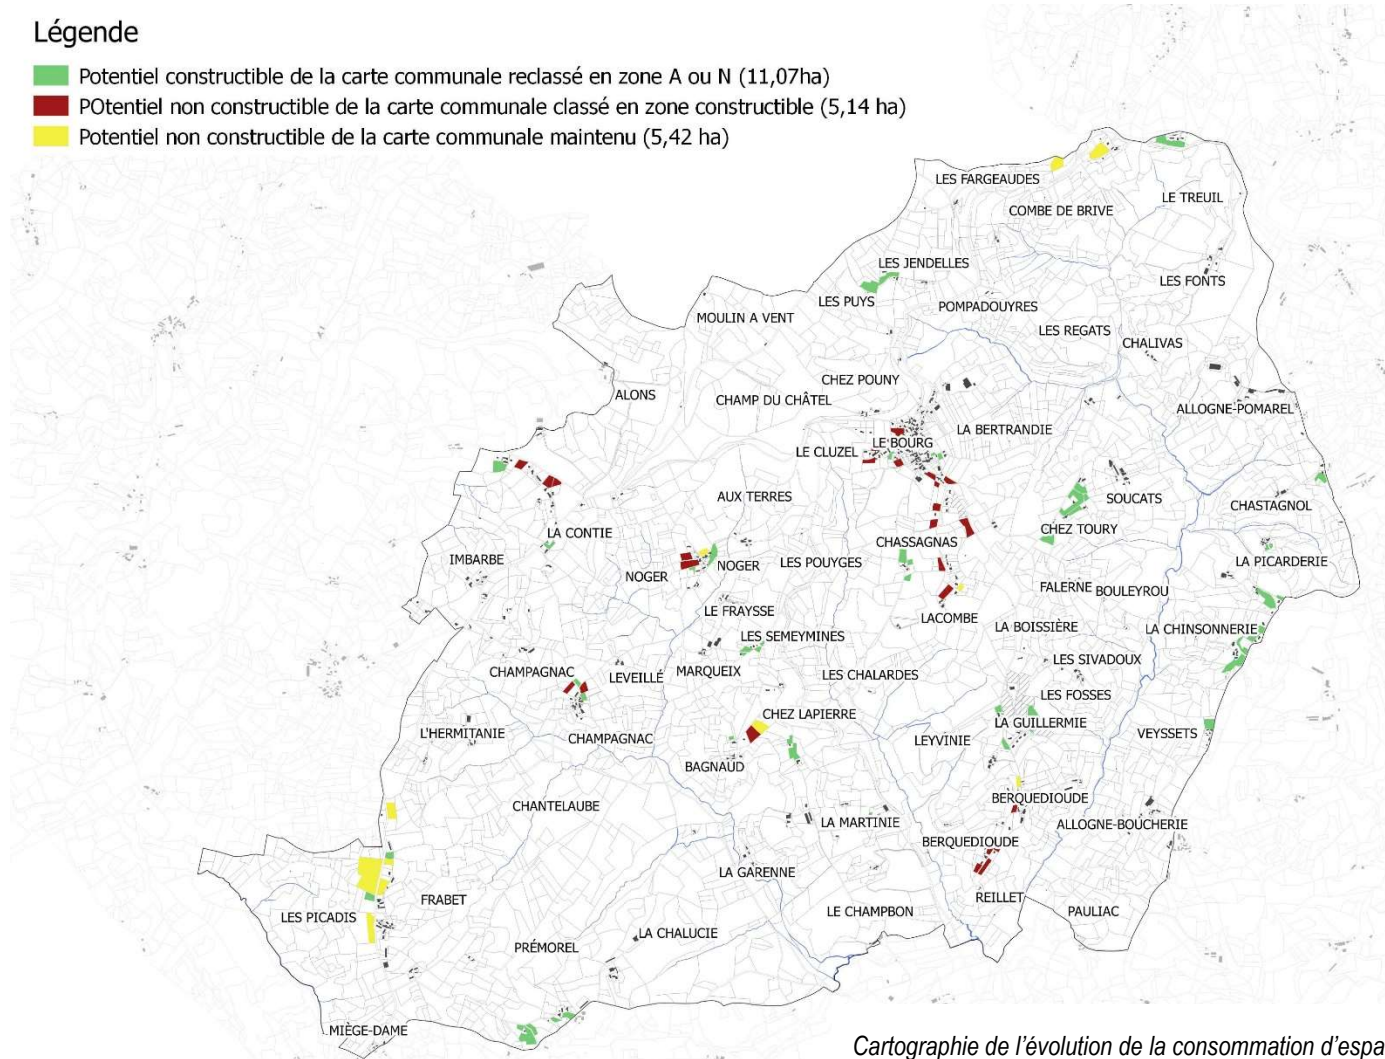 Légende
Potentiel constructible de la carte communale reclassé en zone A ou N (11,07ha)
POtentiel non constructible de la carte communale classé en zone constructible (5,14 ha)
Potentiel non constructible de la carte communale maintenu (5,42 ha)
LES FARGEAUDES
COMBE DE BRIVE
LE TREUIL
LES JENDELLES
LES FONTS
LES PUYS
POMPADOUYRES
MOULIN A VENT
LES REGATS
CHALIVAS
CHEZ POUNY
ALONS
CHAMP DU CHÂTEL
ALLOGNE-POMAREL
LA BERTRANDIE
LE BOURG
LE CLUZEL
AUX TERRES
SOUCATS
CHASTAGNOL
CHEZ TOURY
LA CONTIE
CHASSAGNAS
IMBARBE
LES POUYGES
LA PICARDERIE
NOGER
NOGER
FALERNE
BOULEYROU
LE FRAYSSE
LACOMBE
LA BOISSIÈRE
LA CHINSONNERIE
LES SEMEYMINES
LES SIVADOUX
CHAMPAGNAC
LEVEILLÉ
MARQUEIX
LES CHALARDES
LES FOSSES
CHEZ LAPIERRE
LA GUILLERMIE
L'HERMITANIE
CHAMPAGNAC
LEYVINIE
VEYSSETS
BAGNAUD
BERQUEDIOUDE
CHANTELAUBE
LA MARTINIE
ALLOGNE-BOUCHERIE
BERQUEDIOUDE
LA GARENNE
FRABET
REILLET
LES PICADIS
LE CHAMPBON
PAULIAC
LA CHALUCIE
PRÉMOREL
MIÈGE-DAME
Cartographie de l'évolution de la consommation d'espa